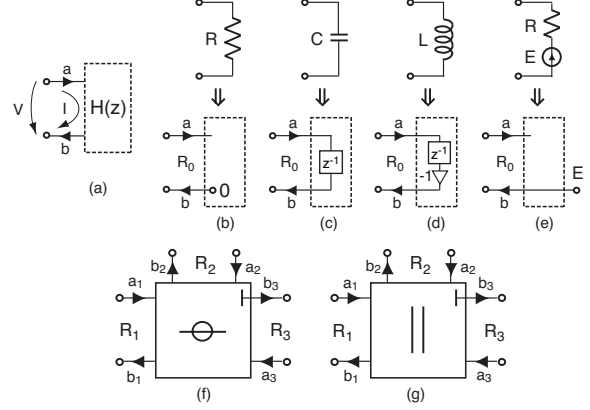 R
C
L
R
E
a
V
I
H(z)
b
(a)
a
R0
b
0
(b)
a
R0
z-1
b
(c)
a
R0
z-1
-1
b
(d)
a
R0
b
E
(e)
b2
R2
a2
a1
b3
R1
R3
b1
a3
(f)
b2
R2
a2
a1
b3
R1
R3
b1
a3
(g)